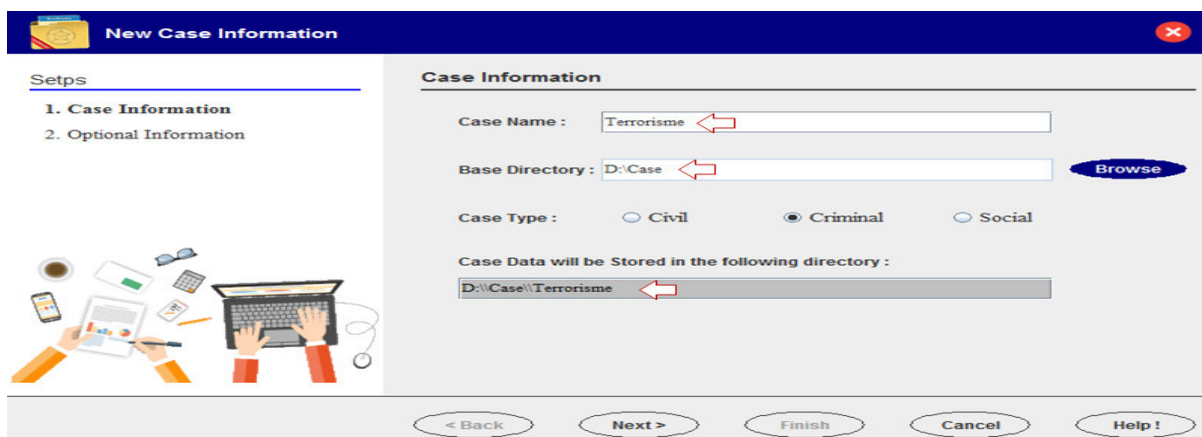 New Case Information
Setps
1. Case Information
2. Optional Information
Case Information
Case Name :
Terrorisme
Base Directory :
D:\Case
Browse
Case Type :
Civil
Criminal
Social
Case Data will be Stored in the following directory :
D:\\Case\\Terrorisme
< Back
Next >
Finish
Cancel
Help !